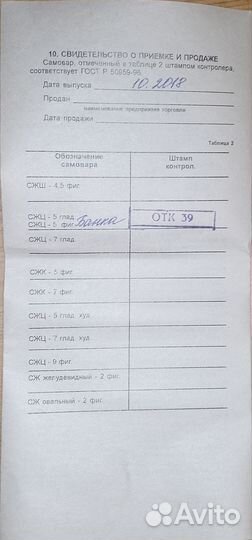 10. СВИДЕТЕЛЬСТВО О ПРИЕМКЕ И ПРОДАЖЕ
Самовар, отмеченный в таблице 2 штампом контролера,
соответствует ГОСТ Р 50959-96.
Дата выпуска 10.2018
Продан
наименование предприятия торговли
Дата продажи
Таблица 2
Обозначение самовара Штамп контрол.
СЖШ - 4,5 фиг.
СЖЦ - 5 глад.
СЖЦ - 5 фиг. Банка ОТК 39
СЖЦ - 7 глад.
СЖК - 5 фиг.
СЖК - 7 фиг.
СЖЦ - 5 глад. худ.
СЖЦ - 7 глад. худ.
СЖЦ - 9 фиг.
СЖ желудевидный - 2 фиг.
СЖ овальный - 2 фиг.
Avito